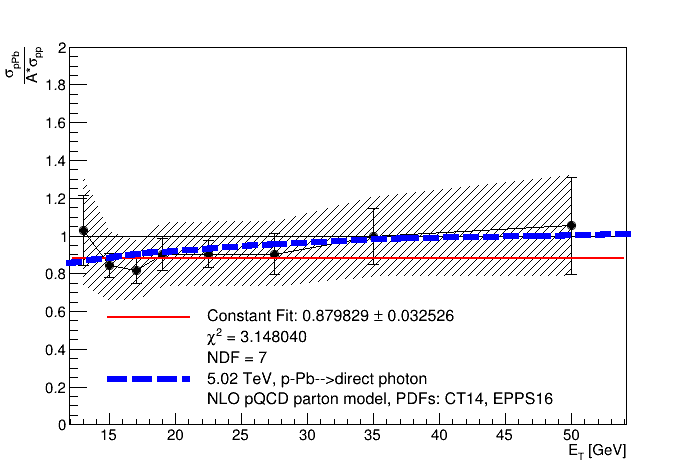 σpPb
A*σpp
2
1.8
1.6
1.4
1.2
1
0.8
0.6
0.4
0.2
0
Constant Fit: 0.879829 ± 0.032526
χ² = 3.148040
NDF = 7
5.02 TeV, p-Pb-->direct photon
NLO pQCD parton model, PDFs: CT14, EPPS16
15 20 25 30 35 40 45 50
E_T [GeV]